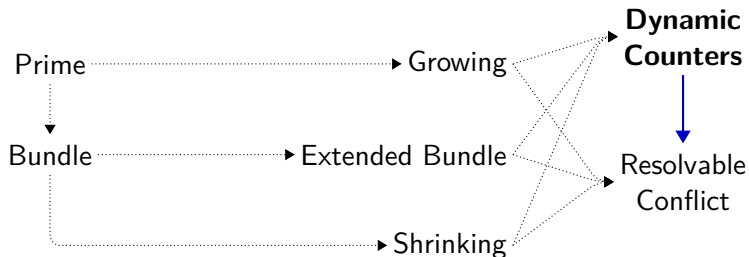 Dynamic
Counters
Prime
Growing
Bundle
Extended Bundle
Resolvable
Conflict
Shrinking